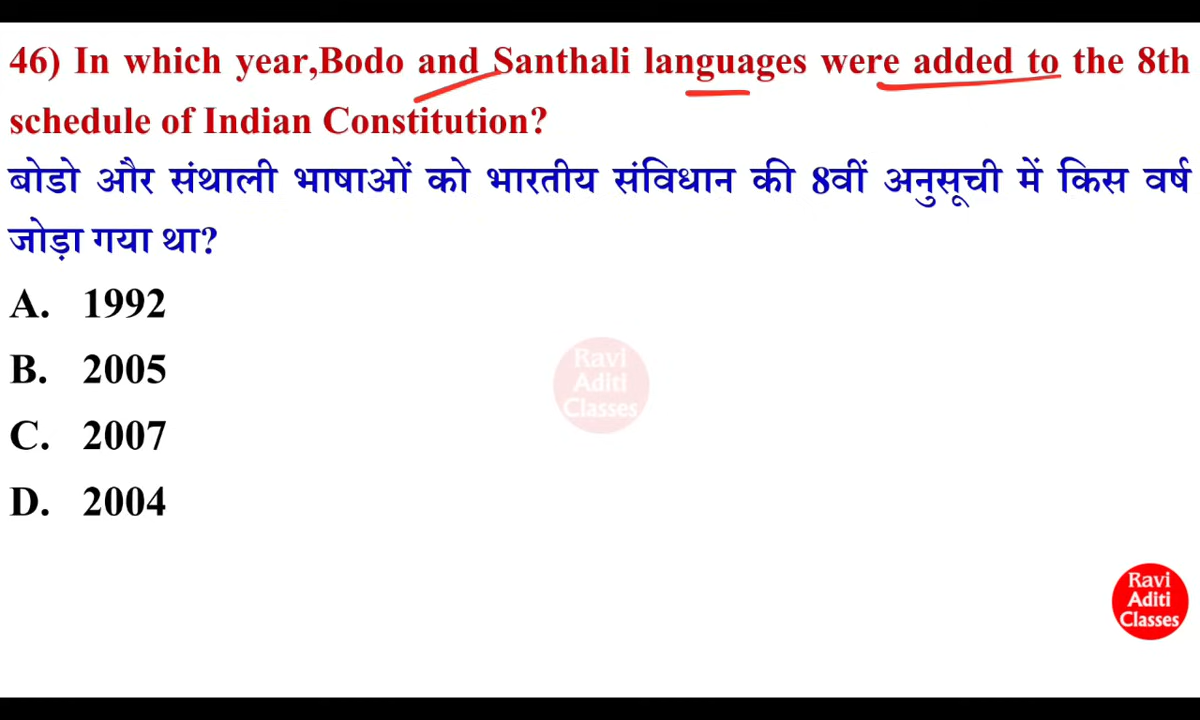 46) In which year,Bodo and Santhali languages were added to the 8th
schedule of Indian Constitution?
बोडो और संथाली भाषाओं को भारतीय संविधान की 8वीं अनुसूची में किस वर्ष
जोड़ा गया था?
A. 1992
B. 2005
C. 2007
D. 2004
Ravi
Aditi
Classes
Ravi
Aditi
Classes